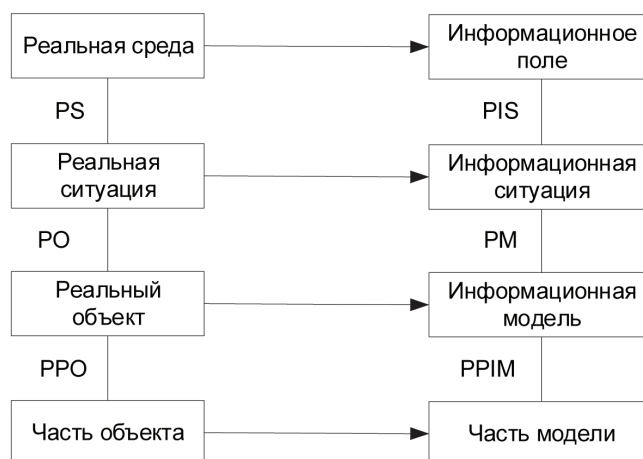 Реальная среда
Информационное
поле
PS
PIS
Реальная
ситуация
Информационная
ситуация
PO
PM
Реальный
объект
Информационная
модель
PPO
PPIM
Часть объекта
Часть модели